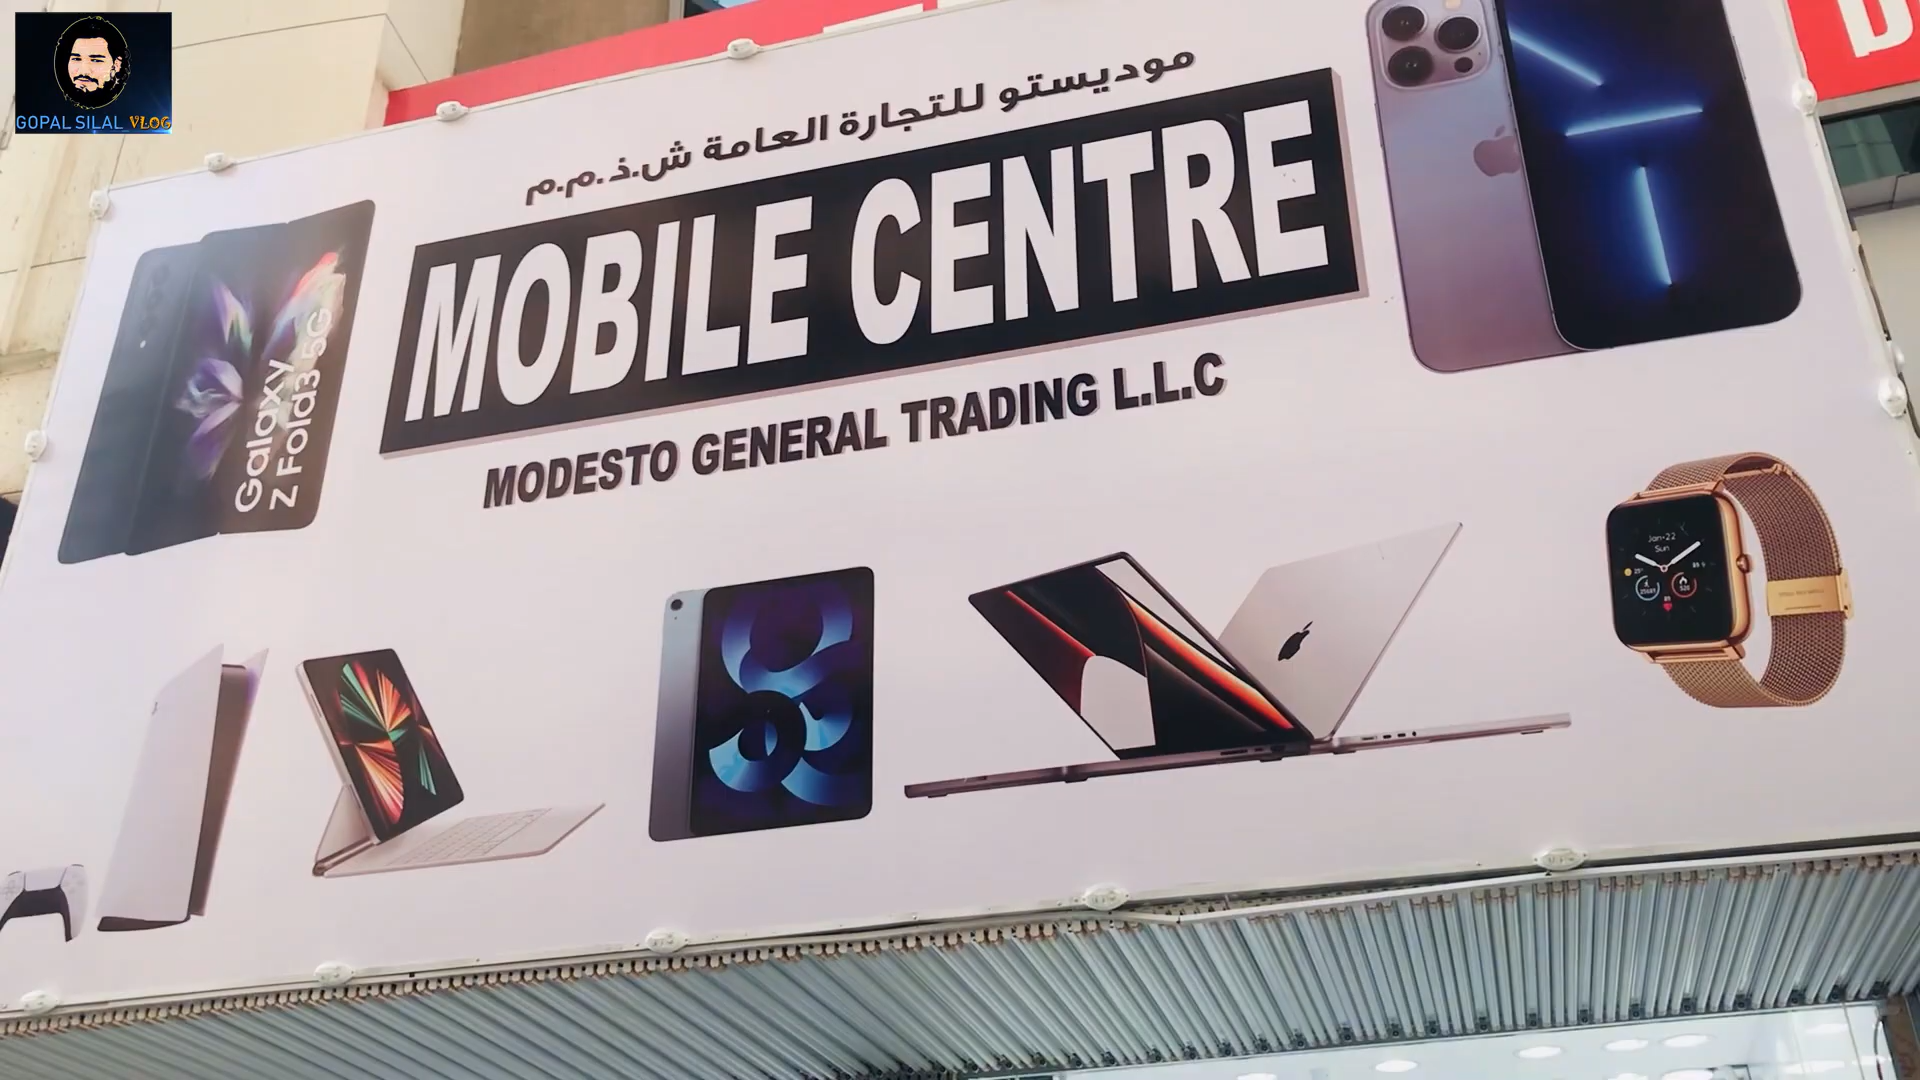 GOPAL SILAL VLOG
موديستو للتجارة العامة ش.ذ.م.م
MOBILE CENTRE
MODESTO GENERAL TRADING L.L.C
Galaxy
Z Fold3 5G
Jan-22
Sun